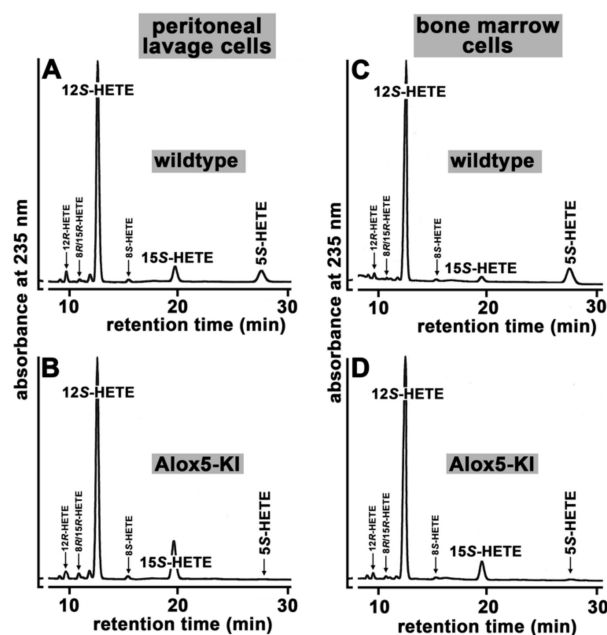 peritoneal
lavage cells
bone marrow
cells
A
12S-HETE
wildtype
12R-HETE
8R/15R-HETE
8S-HETE
15S-HETE
5S-HETE
absorbance at 235 nm
10
20
30
retention time (min)
C
12S-HETE
wildtype
12R-HETE
8R/15R-HETE
8S-HETE
15S-HETE
5S-HETE
absorbance at 235 nm
10
20
30
retention time (min)
B
12S-HETE
Alox5-KI
12R-HETE
8R/15R-HETE
8S-HETE
15S-HETE
5S-HETE
10
20
30
retention time (min)
D
12S-HETE
Alox5-KI
12R-HETE
8R/15R-HETE
8S-HETE
15S-HETE
5S-HETE
10
20
30
retention time (min)